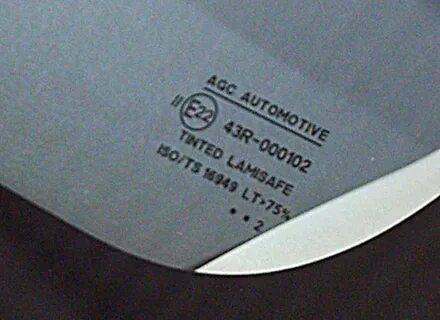 AGC AUTOMOTIVE
// E22 43R-000102
TINTED LAMISAFE
ISO/TS 16949 LT>75%
• • 2